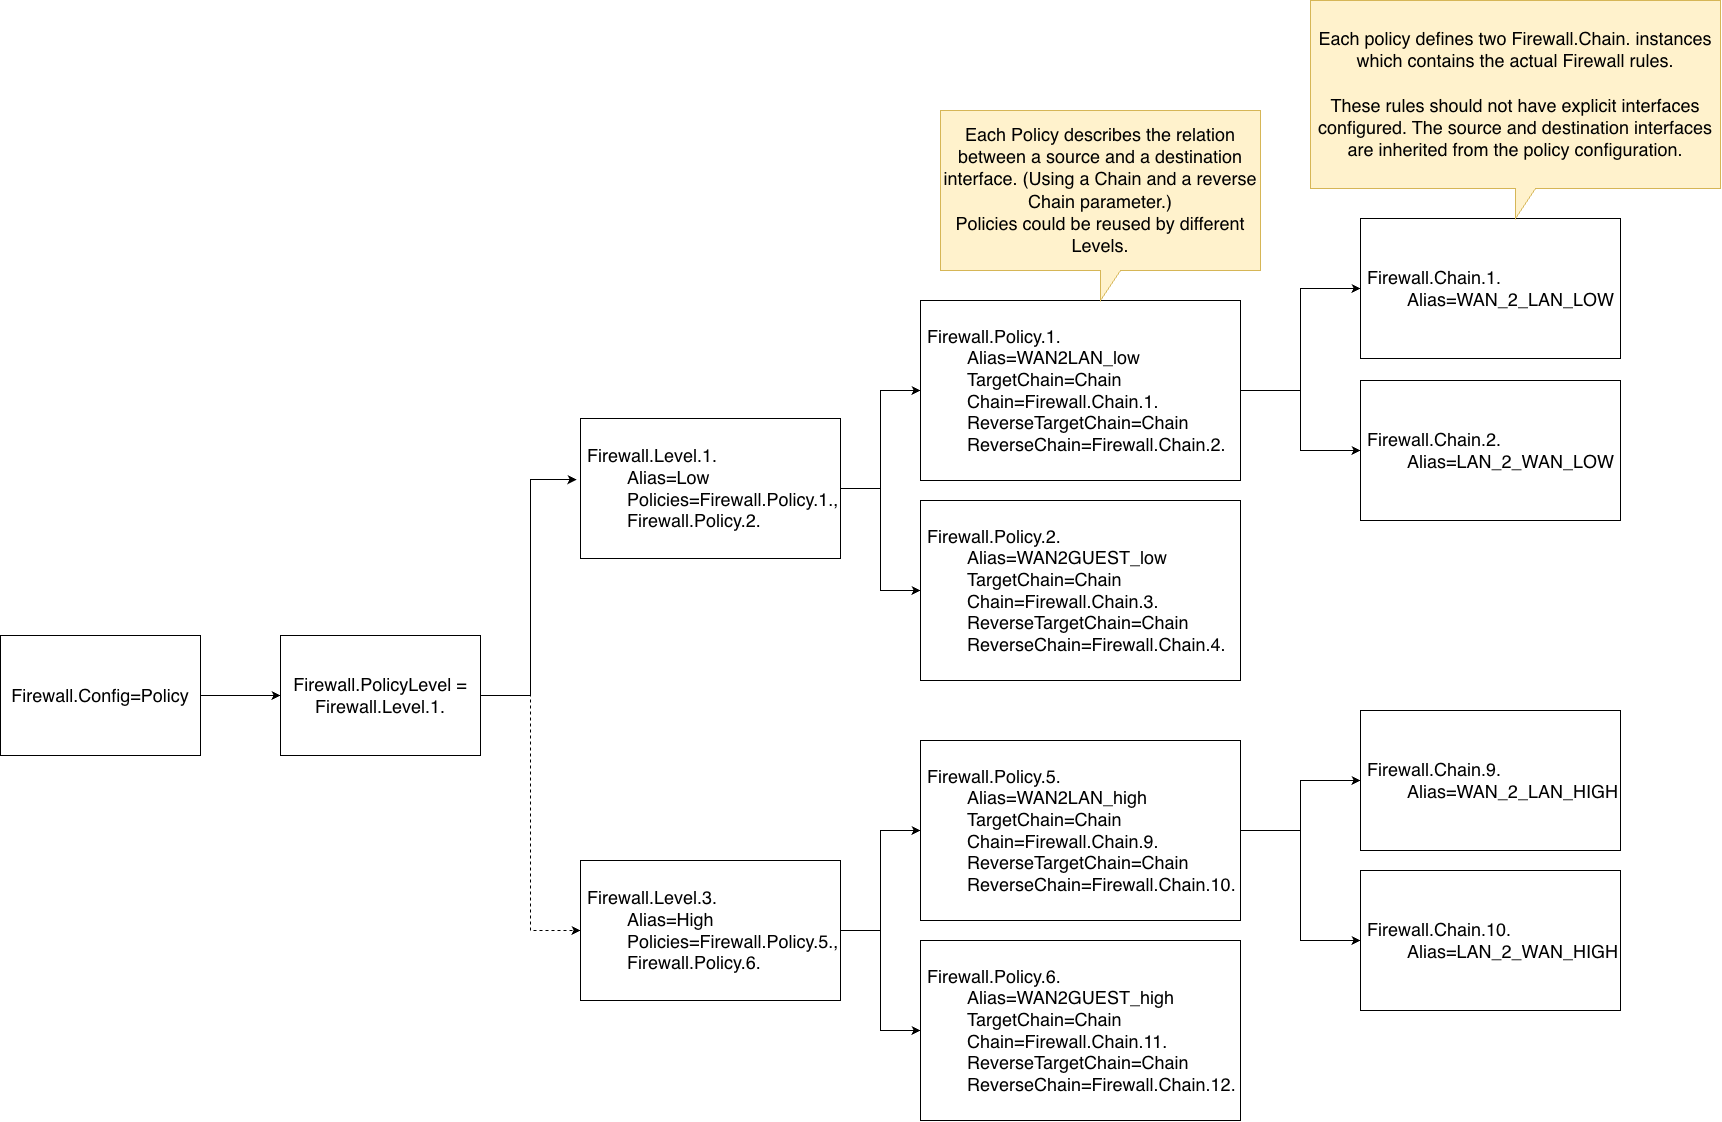 Each policy defines two Firewall.Chain. instances
which contains the actual Firewall rules.
These rules should not have explicit interfaces
configured. The source and destination interfaces
are inherited from the policy configuration.
Each Policy describes the relation
between a source and a destination
interface. (Using a Chain and a reverse
Chain parameter.)
Policies could be reused by different
Levels.
Firewall.Config=Policy
Firewall.PolicyLevel =
Firewall.Level.1.
Firewall.Level.1.
Alias=Low
Policies=Firewall.Policy.1.,
Firewall.Policy.2.
Firewall.Policy.1.
Alias=WAN2LAN_low
TargetChain=Chain
Chain=Firewall.Chain.1.
ReverseTargetChain=Chain
ReverseChain=Firewall.Chain.2.
Firewall.Chain.1.
Alias=WAN_2_LAN_LOW
Firewall.Chain.2.
Alias=LAN_2_WAN_LOW
Firewall.Policy.2.
Alias=WAN2GUEST_low
TargetChain=Chain
Chain=Firewall.Chain.3.
ReverseTargetChain=Chain
ReverseChain=Firewall.Chain.4.
Firewall.Level.3.
Alias=High
Policies=Firewall.Policy.5.,
Firewall.Policy.6.
Firewall.Policy.5.
Alias=WAN2LAN_high
TargetChain=Chain
Chain=Firewall.Chain.9.
ReverseTargetChain=Chain
ReverseChain=Firewall.Chain.10.
Firewall.Chain.9.
Alias=WAN_2_LAN_HIGH
Firewall.Chain.10.
Alias=LAN_2_WAN_HIGH
Firewall.Policy.6.
Alias=WAN2GUEST_high
TargetChain=Chain
Chain=Firewall.Chain.11.
ReverseTargetChain=Chain
ReverseChain=Firewall.Chain.12.